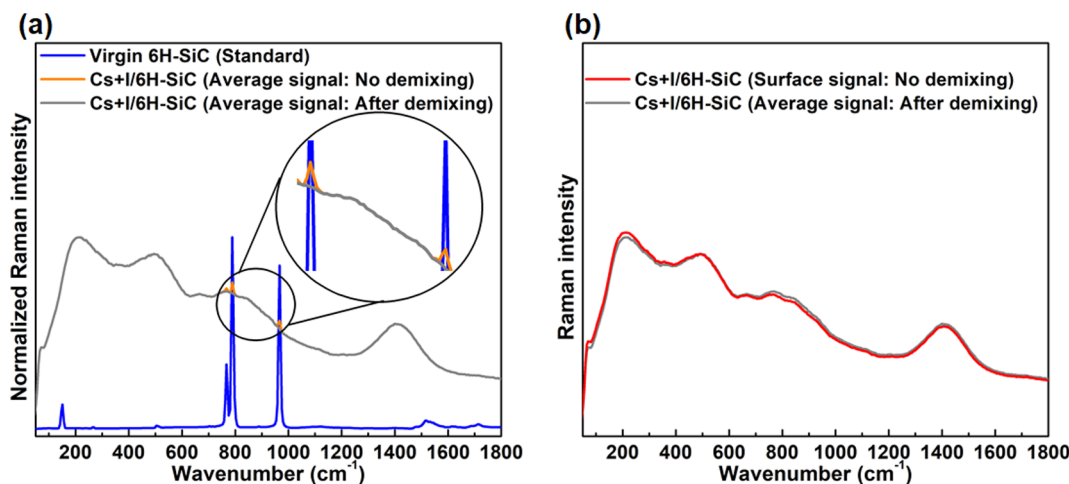 (a)
Virgin 6H-SiC (Standard)
Cs+I/6H-SiC (Average signal: No demixing)
Cs+I/6H-SiC (Average signal: After demixing)
Normalized Raman intensity
200 400 600 800 1000 1200 1400 1600 1800
Wavenumber (cm⁻¹)
(b)
Cs+I/6H-SiC (Surface signal: No demixing)
Cs+I/6H-SiC (Average signal: After demixing)
Raman intensity
200 400 600 800 1000 1200 1400 1600 1800
Wavenumber (cm⁻¹)